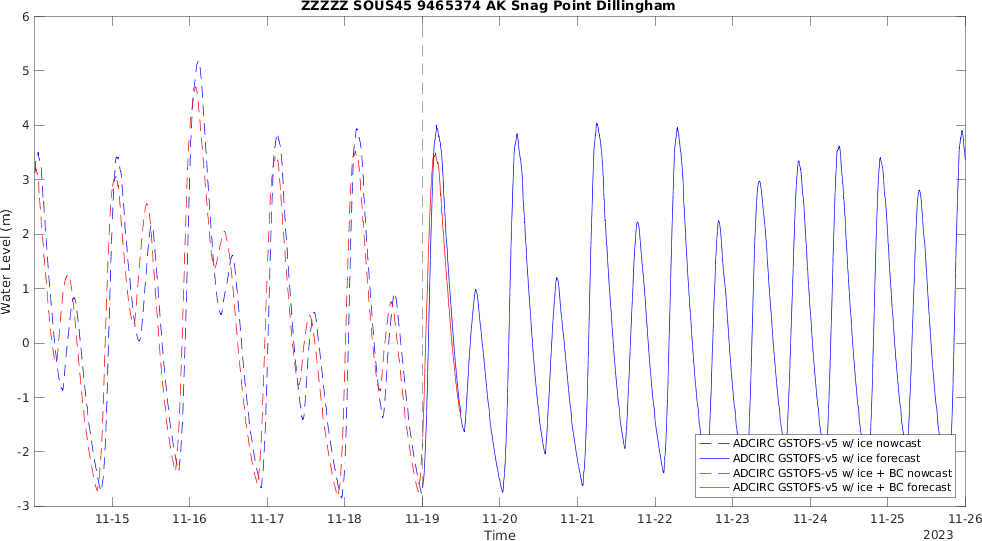 ZZZZZ SOUS45 9465374 AK Snag Point Dillingham
6
5
4
3
2
1
0
-1
-2
-3
Water Level (m)
11-15 11-16 11-17 11-18 11-19 11-20 11-21 11-22 11-23 11-24 11-25 11-26
Time
2023
ADCIRC GSTOFS-v5 w/ ice nowcast
ADCIRC GSTOFS-v5 w/ ice forecast
ADCIRC GSTOFS-v5 w/ ice + BC nowcast
ADCIRC GSTOFS-v5 w/ ice + BC forecast